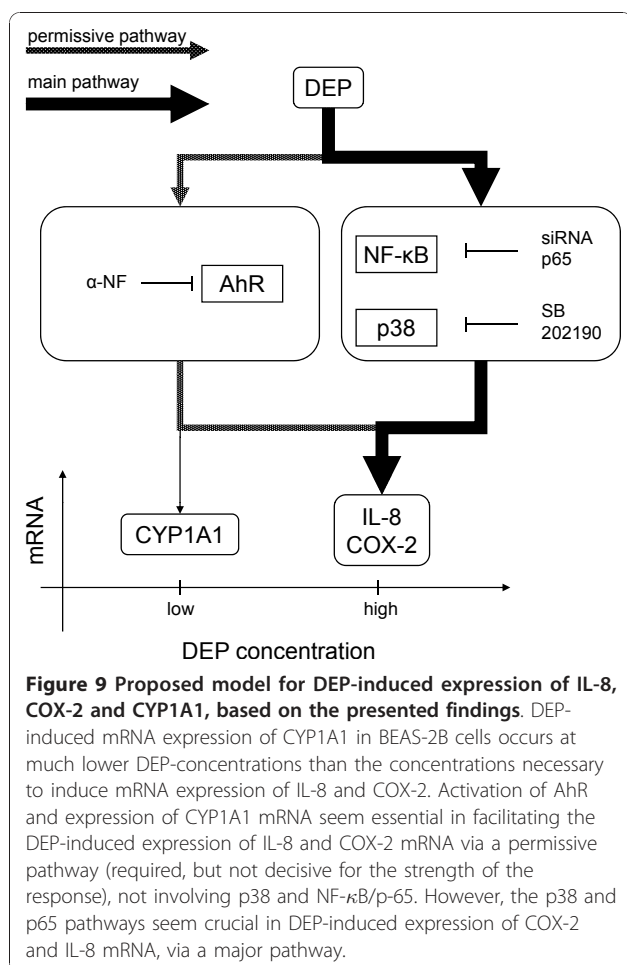 permissive pathway
main pathway
DEP
NF-κB
siRNA
p65
α-NF
AhR
p38
SB
202190
mRNA
CYP1A1
IL-8
COX-2
low
high
DEP concentration
Figure 9 Proposed model for DEP-induced expression of IL-8,
COX-2 and CYP1A1, based on the presented findings. DEP-
induced mRNA expression of CYP1A1 in BEAS-2B cells occurs at
much lower DEP-concentrations than the concentrations necessary
to induce mRNA expression of IL-8 and COX-2. Activation of AhR
and expression of CYP1A1 mRNA seem essential in facilitating the
DEP-induced expression of IL-8 and COX-2 mRNA via a permissive
pathway (required, but not decisive for the strength of the
response), not involving p38 and NF-κB/p-65. However, the p38 and
p65 pathways seem crucial in DEP-induced expression of COX-2
and IL-8 mRNA, via a major pathway.